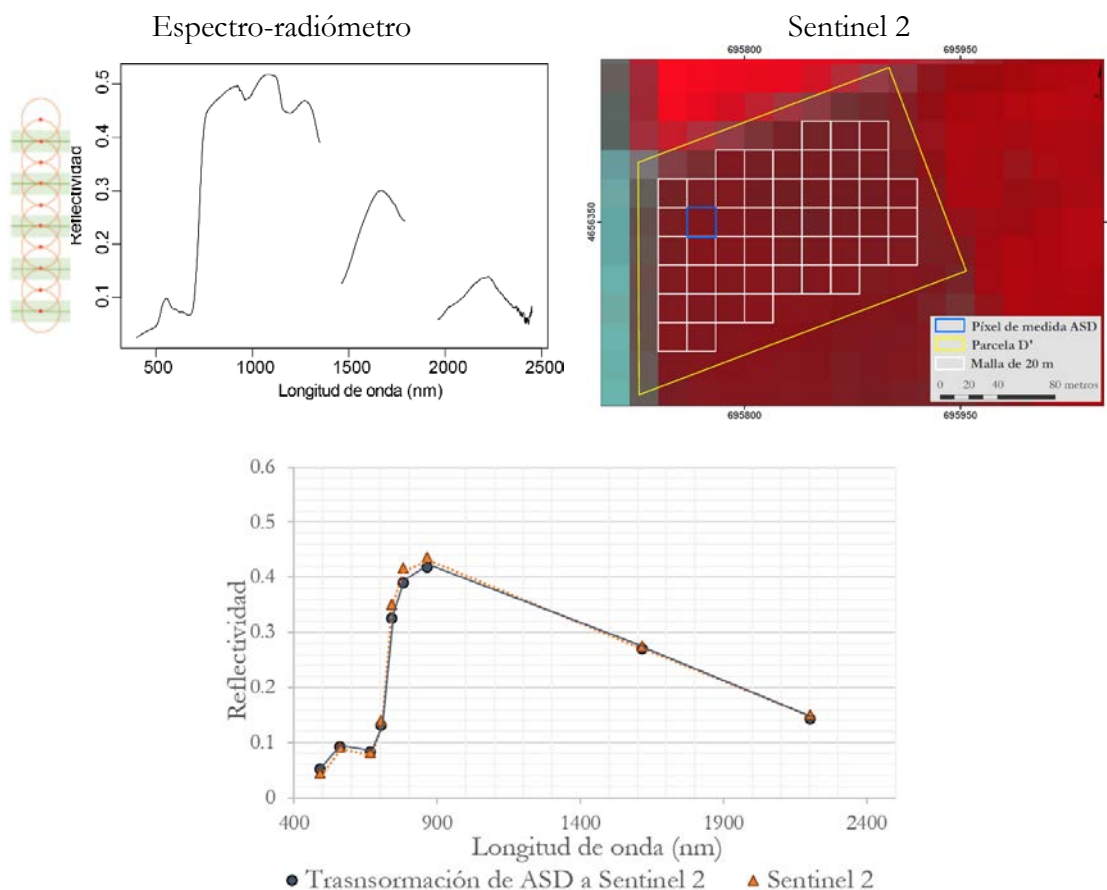 Espectro-radiómetro
Sentinel 2
Reflectividad
0.5
0.4
0.3
0.2
0.1
500
1000
1500
2000
2500
Longitud de onda (nm)
695800
695950
4656350
4656350
Píxel de medida ASD
Parcela D'
Malla de 20 m
0 20 40 80 metros
695800
695950
Reflectividad
0.6
0.5
0.4
0.3
0.2
0.1
0
400
900
1400
1900
2400
Longitud de onda (nm)
Trasnsormación de ASD a Sentinel 2
Sentinel 2